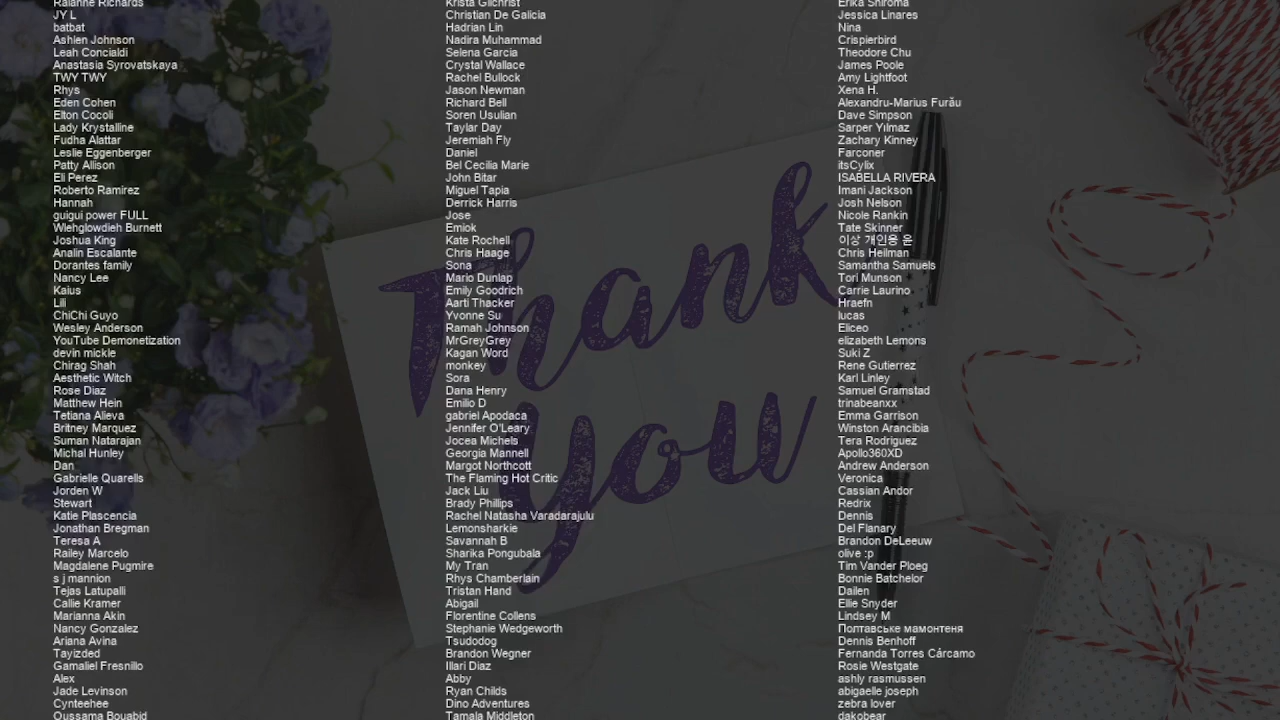 Raianne Richards
JY L
batbat
Ashlen Johnson
Leah Concialdi
Anastasia Syrovatskaya
TWY TWY
Rhys
Eden Cohen
Elton Cocoli
Lady Krystalline
Fudha Alattar
Leslie Eggenberger
Patty Allison
Eli Perez
Roberto Ramirez
Hannah
guigui power FULL
Wlehglowdieh Burnett
Joshua King
Analin Escalante
Dorantes family
Nancy Lee
Kaius
Lili
ChiChi Guyo
Wesley Anderson
YouTube Demonetization
devin mickle
Chirag Shah
Aesthetic Witch
Rose Diaz
Matthew Hein
Tetiana Alieva
Britney Marquez
Suman Natarajan
Michal Hunley
Dan
Gabrielle Quarells
Jorden W
Stewart
Katie Plascencia
Jonathan Bregman
Teresa A
Railey Marcelo
Magdalene Pugmire
s j mannion
Tejas Latupalli
Callie Kramer
Marianna Akin
Nancy Gonzalez
Ariana Avina
Tayizded
Gamaliel Fresnillo
Alex
Jade Levinson
Cynteehee
Oussama Bouabid
Krista Gilchrist
Christian De Galicia
Hadrian Lin
Nadira Muhammad
Selena Garcia
Crystal Wallace
Rachel Bullock
Jason Newman
Richard Bell
Soren Usulian
Taylar Day
Jeremiah Fly
Daniel
Bel Cecilia Marie
John Bitar
Miguel Tapia
Derrick Harris
Jose
Emiok
Kate Rochell
Chris Haage
Sona
Mario Dunlap
Emily Goodrich
Aarti Thacker
Yvonne Su
Ramah Johnson
MrGreyGrey
Kagan Word
monkey
Sora
Dana Henry
Emilio D
gabriel Apodaca
Jennifer O'Leary
Jocea Michels
Georgia Mannell
Margot Northcott
The Flaming Hot Critic
Jack Liu
Brady Phillips
Rachel Natasha Varadarajulu
Lemonsharkie
Savannah B
Sharika Pongubala
My Tran
Rhys Chamberlain
Tristan Hand
Abigail
Florentine Collens
Stephanie Wedgeworth
Tsudodog
Brandon Wegner
Illari Diaz
Abby
Ryan Childs
Dino Adventures
Tamala Middleton
Erika Shiroma
Jessica Linares
Nina
Crispierbird
Theodore Chu
James Poole
Amy Lightfoot
Xena H.
Alexandru-Marius Furău
Dave Simpson
Sarper Yılmaz
Zachary Kinney
Farconer
itsCylix
ISABELLA RIVERA
Imani Jackson
Josh Nelson
Nicole Rankin
Tate Skinner
이상 개인용 윤
Chris Heilman
Samantha Samuels
Tori Munson
Carrie Laurino
Hraefn
lucas
Eliceo
elizabeth Lemons
Suki Z
Rene Gutierrez
Karl Linley
Samuel Gramstad
trinabeanxx
Emma Garrison
Winston Arancibia
Tera Rodriguez
Apollo360XD
Andrew Anderson
Veronica
Cassian Andor
Redrix
Dennis
Del Flanary
Brandon DeLeeuw
olive :p
Tim Vander Ploeg
Bonnie Batchelor
Dailen
Ellie Snyder
Lindsey M
Полтавське мамонтеня
Dennis Benhoff
Fernanda Torres Cárcamo
Rosie Westgate
ashly rasmussen
abigaelle joseph
zebra lover
dakobear
Thank
you